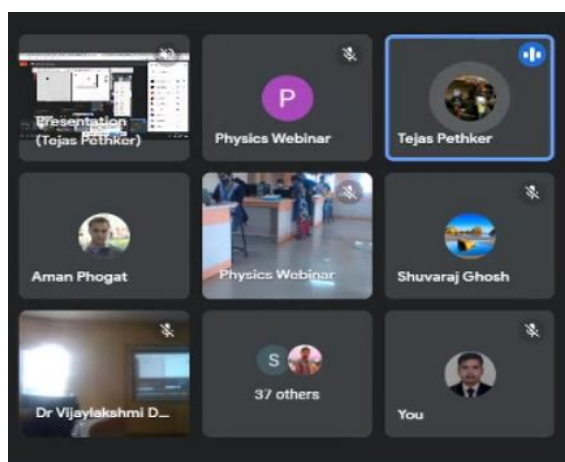 Presentation
(Tejas Pethker)
P
Physics Webinar
Tejas Pethker
Aman Phogat
Physics Webinar
Shuvaraj Ghosh
Dr Vijaylakshmi D...
S
37 others
You